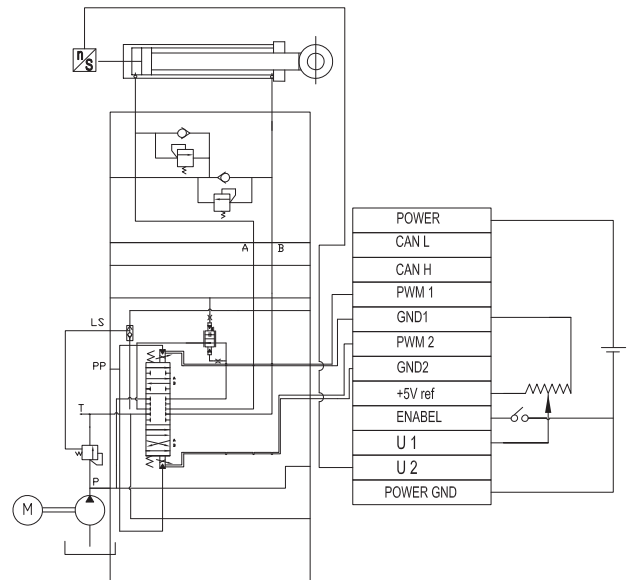 n
S
A B
LS
PP
T
P
M
A
B
A
B
POWER
CAN L
CAN H
PWM 1
GND1
PWM 2
GND2
+5V ref
ENABEL
U 1
U 2
POWER GND